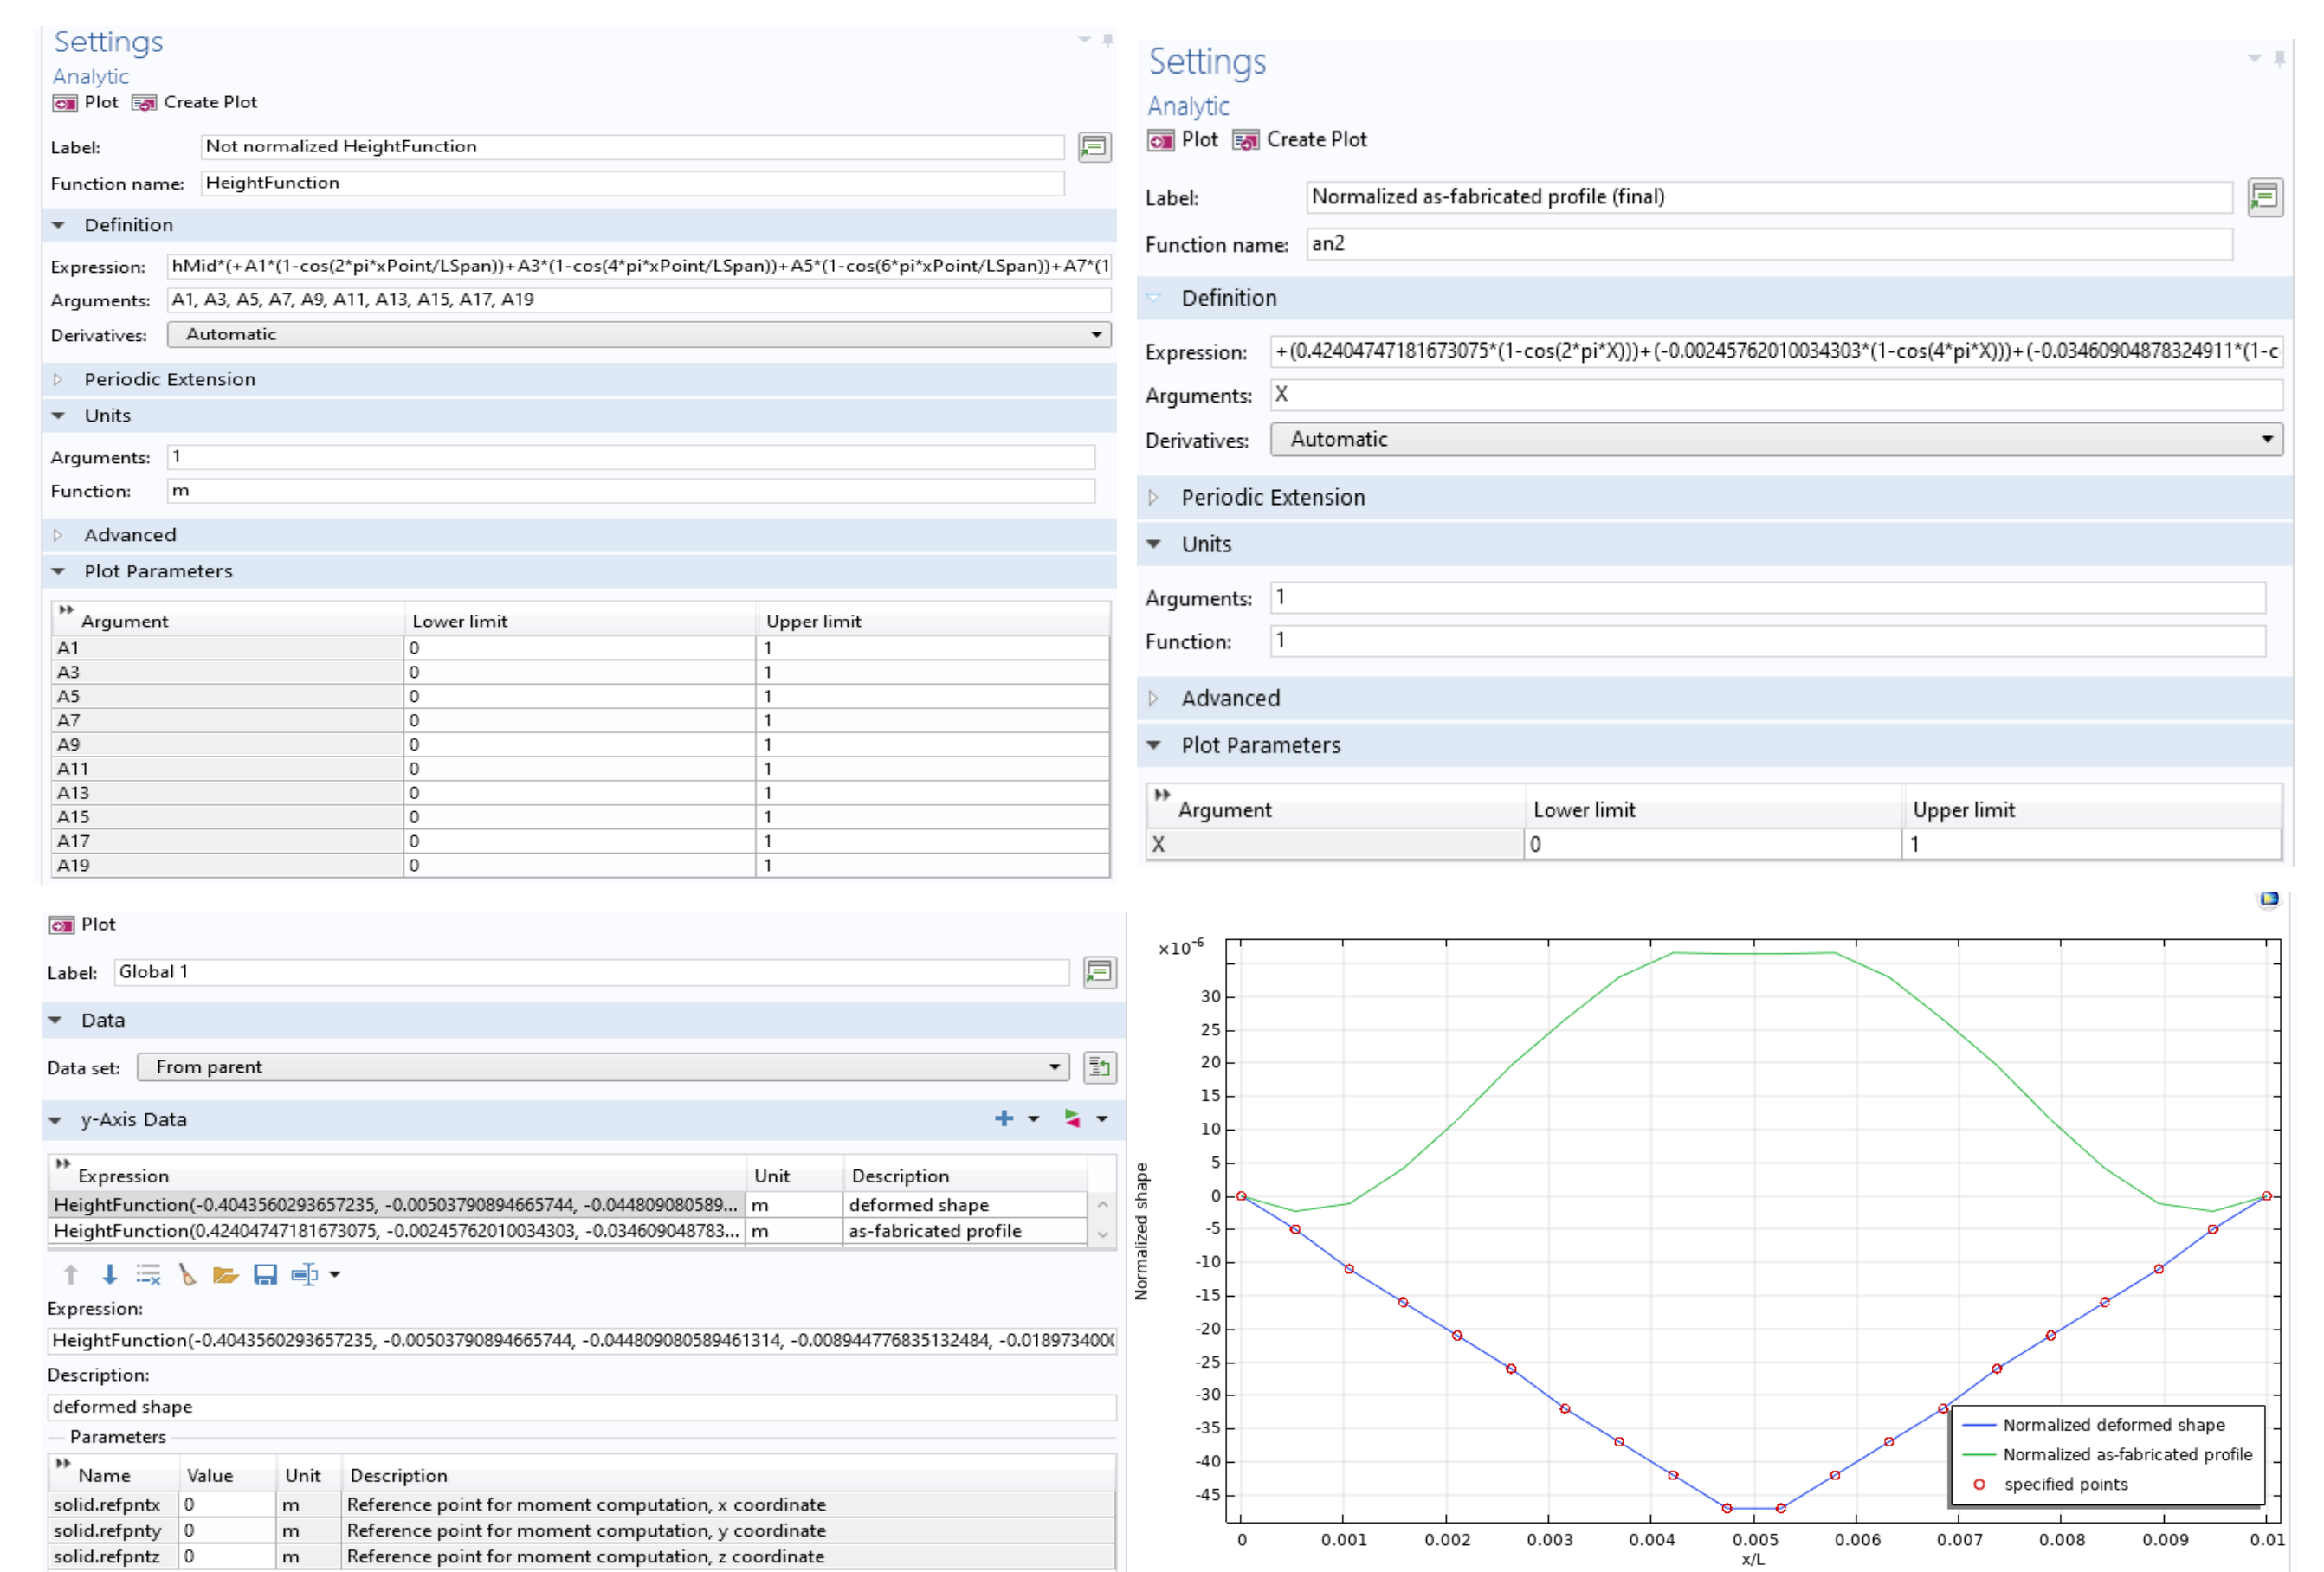 Settings
Analytic
Plot Create Plot
Label: Not normalized HeightFunction
Function name: HeightFunction
Definition
Expression: hMid*(+A1*(1-cos(2*pi*xPoint/LSpan))+A3*(1-cos(4*pi*xPoint/LSpan))+A5*(1-cos(6*pi*xPoint/LSpan))+A7*(1
Arguments: A1, A3, A5, A7, A9, A11, A13, A15, A17, A19
Derivatives: Automatic
Periodic Extension
Units
Arguments: 1
Function: m
Advanced
Plot Parameters
Argument Lower limit Upper limit
A1 0 1
A3 0 1
A5 0 1
A7 0 1
A9 0 1
A11 0 1
A13 0 1
A15 0 1
A17 0 1
A19 0 1
Settings
Analytic
Plot Create Plot
Label: Normalized as-fabricated profile (final)
Function name: an2
Definition
Expression: +(0.42404747181673075*(1-cos(2*pi*X)))+(-0.00245762010034303*(1-cos(4*pi*X)))+(-0.03460904878324911*(1-c
Arguments: X
Derivatives: Automatic
Periodic Extension
Units
Arguments: 1
Function: 1
Advanced
Plot Parameters
Argument Lower limit Upper limit
X 0 1
Plot
Label: Global 1
Data
Data set: From parent
y-Axis Data
Expression Unit Description
HeightFunction(-0.4043560293657235, -0.00503790894665744, -0.044809080589... m deformed shape
HeightFunction(0.42404747181673075, -0.00245762010034303, -0.034609048783... m as-fabricated profile
Expression:
HeightFunction(-0.4043560293657235, -0.00503790894665744, -0.044809080589461314, -0.008944776835132484, -0.018973400(
Description:
deformed shape
Parameters
Name Value Unit Description
solid.refpntx 0 m Reference point for moment computation, x coordinate
solid.refpnty 0 m Reference point for moment computation, y coordinate
solid.refpntz 0 m Reference point for moment computation, z coordinate
×10-6
30
25
20
15
10
5
0
-5
-10
-15
-20
-25
-30
-35
-40
-45
Normalized shape
Normalized deformed shape
Normalized as-fabricated profile
specified points
0 0.001 0.002 0.003 0.004 0.005 0.006 0.007 0.008 0.009 0.01
x/L